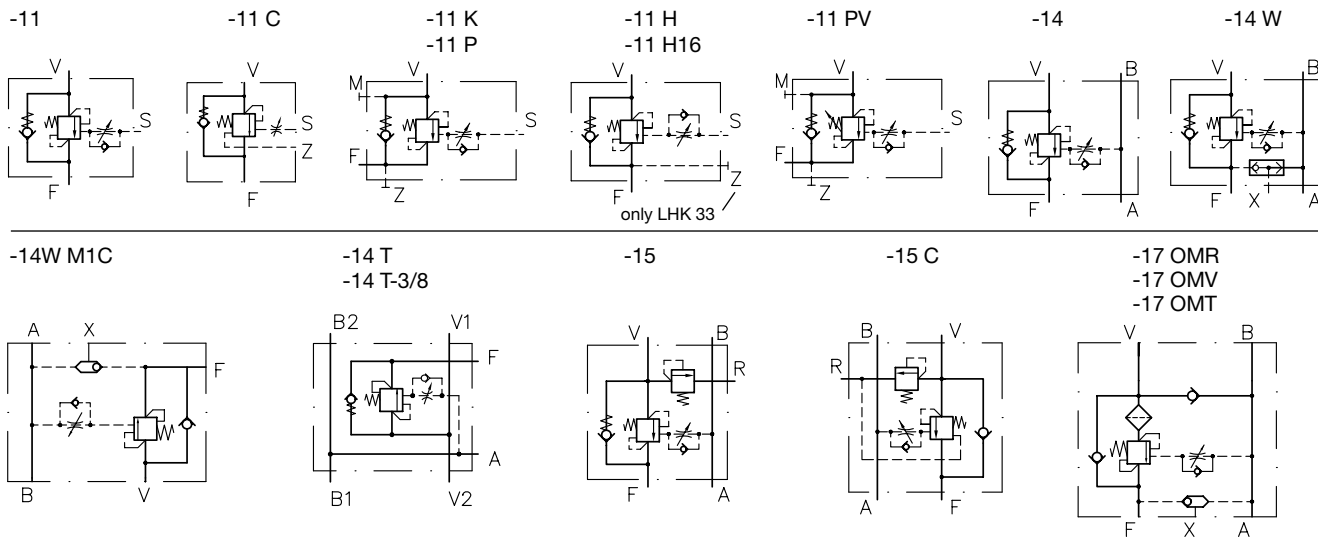 -11
-11 C
-11 K
-11 P
-11 H
-11 H16
-11 PV
-14
-14 W
V
S
F
V
S
Z
F
M
V
S
F
Z
V
S
F
Z
only LHK 33
M
V
S
F
Z
V
B
F
A
V
B
F
X
A
-14W M1C
-14 T
-14 T-3/8
-15
-15 C
-17 OMR
-17 OMV
-17 OMT
A
X
F
B
V
B2
V1
F
A
B1
V2
V
B
R
F
A
B
V
R
A
F
V
B
F
X
A